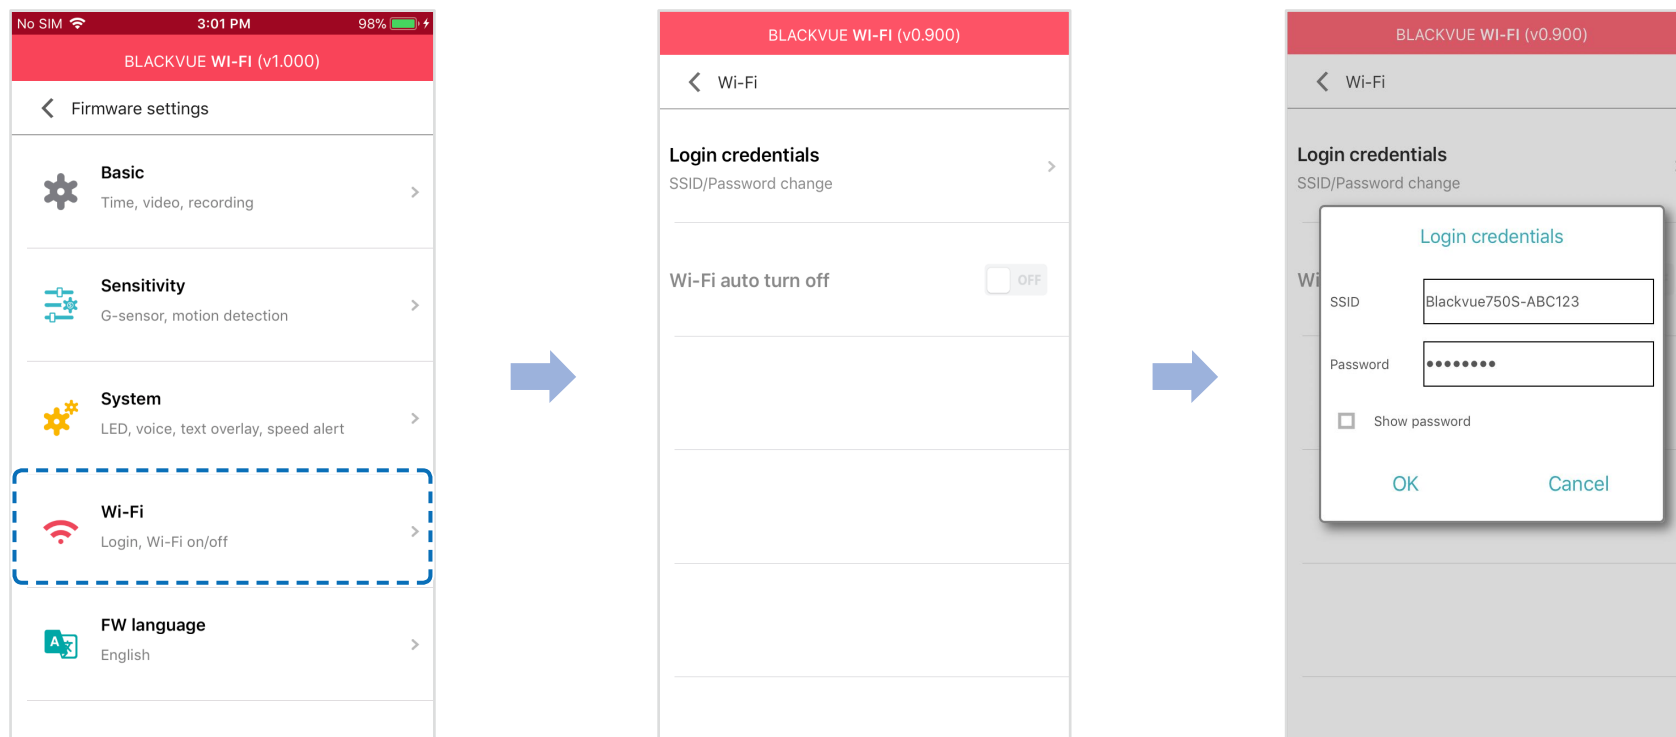 No SIM 3:01 PM 98%
BLACKVUE WI-FI (v1.000)
Firmware settings
Basic
Time, video, recording
Sensitivity
G-sensor, motion detection
System
LED, voice, text overlay, speed alert
Wi-Fi
Login, Wi-Fi on/off
A 文
FW language
English
BLACKVUE WI-FI (v0.900)
Wi-Fi
Login credentials
SSID/Password change
Wi-Fi auto turn off
OFF
BLACKVUE WI-FI (v0.900)
Wi-Fi
Login credentials
SSID/Password change
Wi
Login credentials
SSID Blackvue750S-ABC123
Password ••••••••
Show password
OK Cancel